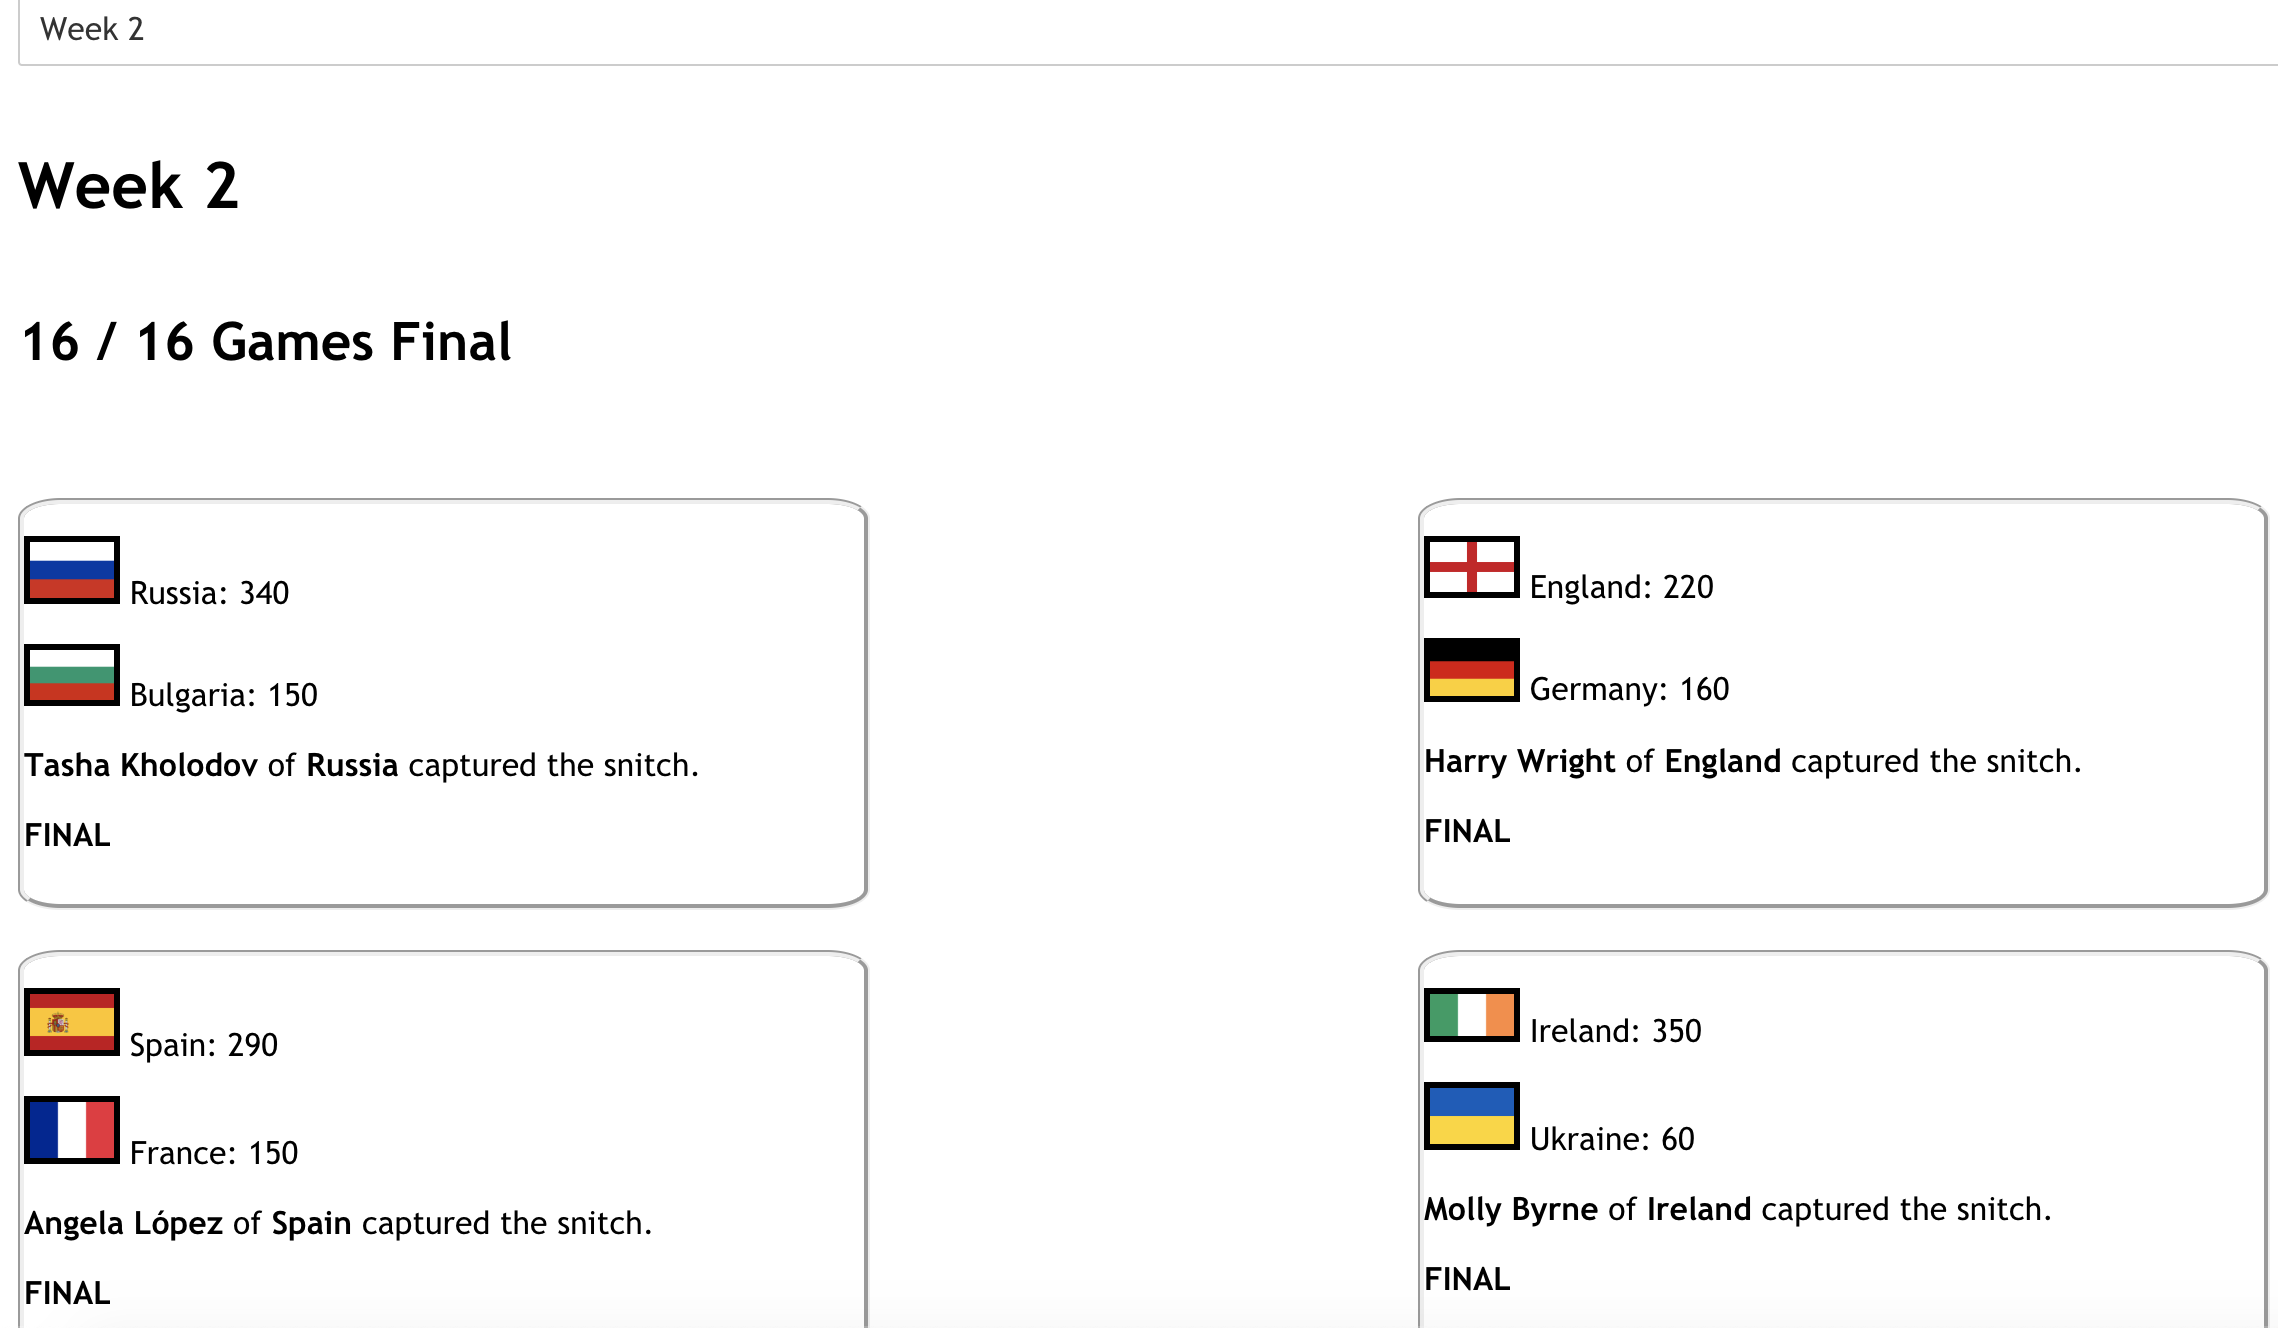 Week 2
Week 2
16 / 16 Games Final
Russia: 340
Bulgaria: 150
Tasha Kholodov of Russia captured the snitch.
FINAL
England: 220
Germany: 160
Harry Wright of England captured the snitch.
FINAL
Spain: 290
France: 150
Angela López of Spain captured the snitch.
FINAL
Ireland: 350
Ukraine: 60
Molly Byrne of Ireland captured the snitch.
FINAL